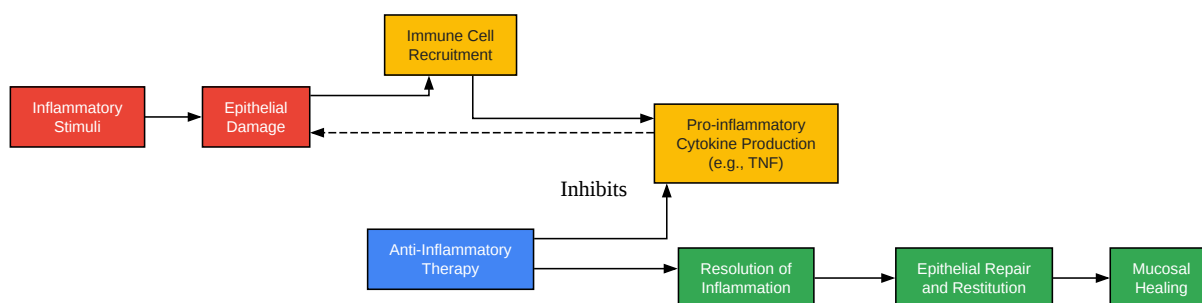 Immune Cell
Recruitment
Inflammatory
Stimuli
Epithelial
Damage
Pro-inflammatory
Cytokine Production
(e.g., TNF)
Inhibits
Anti-Inflammatory
Therapy
Resolution of
Inflammation
Epithelial Repair
and Restitution
Mucosal
Healing